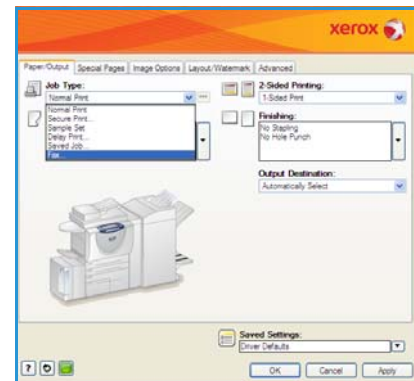 xerox
Paper/Output Special Pages Image Options Layout/Watermark Advanced
Job Type:
Normal Print
Normal Print
Secure Print...
Sample Set
Delay Print...
Saved Job...
Fax...
2-Sided Printing:
1-Sided Print
Finishing:
No Stapling
No Hole Punch
Output Destination:
Automatically Select
Saved Settings:
Driver Defaults
?
OK Cancel Apply